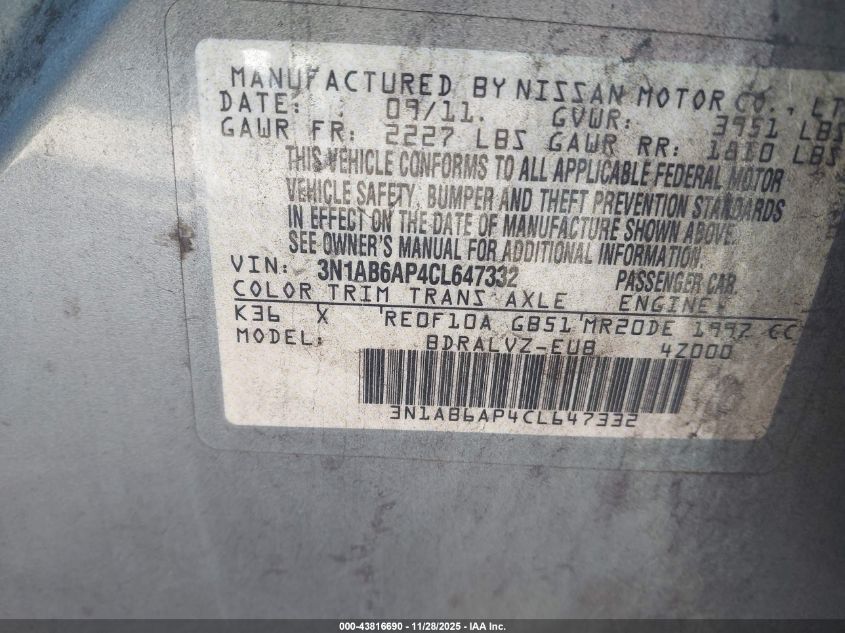 MANUFACTURED BY NISSAN MOTOR CO., LT
DATE: 09/11. GVWR: 3951 LBS
GAWR FR: 2227 LBS GAWR RR: 1810 LBS
THIS VEHICLE CONFORMS TO ALL APPLICABLE FEDERAL MOTOR
VEHICLE SAFETY, BUMPER AND THEFT PREVENTION STANDARDS
IN EFFECT ON THE DATE OF MANUFACTURE SHOWN ABOVE.
SEE OWNER'S MANUAL FOR ADDITIONAL INFORMATION.
VIN: 3N1AB6AP4CL647332 PASSENGER CAR
COLOR TRIM TRANS AXLE ENGINE
K36 X RE0F10A GB51 MR20DE 1997 CC
MODEL: BDRALVZ-EUB 4Z000
3N1AB6AP4CL647332
000-43816690 - 11/28/2025 - IAA Inc.